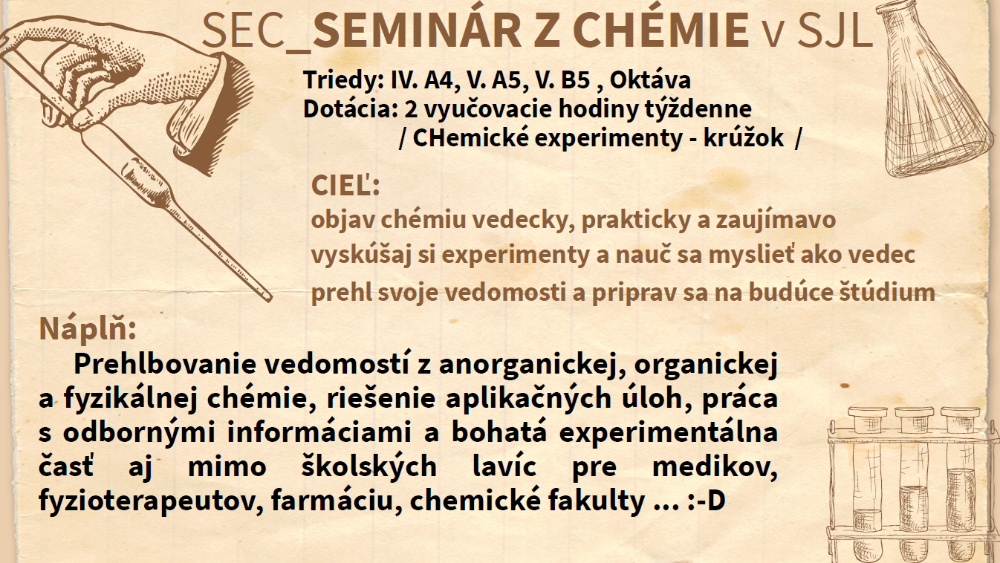 SEC_SEMINÁR Z CHÉMIE v SJL
Triedy: IV. A4, V. A5, V. B5 , Oktáva
Dotácia: 2 vyučovacie hodiny týždenne
/ CHemické experimenty - krúžok /
CIEĽ:
objav chémiu vedecky, prakticky a zaujímavo
vyskúšaj si experimenty a nauč sa myslieť ako vedec
prehl svoje vedomosti a priprav sa na budúce štúdium
Náplň:
Prehlbovanie vedomostí z anorganickej, organickej
a fyzikálnej chémie, riešenie aplikačných úloh, práca
s odbornými informáciami a bohatá experimentálna
časť aj mimo školských lavíc pre medikov,
fyzioterapeutov, farmáciu, chemické fakulty ... :-D